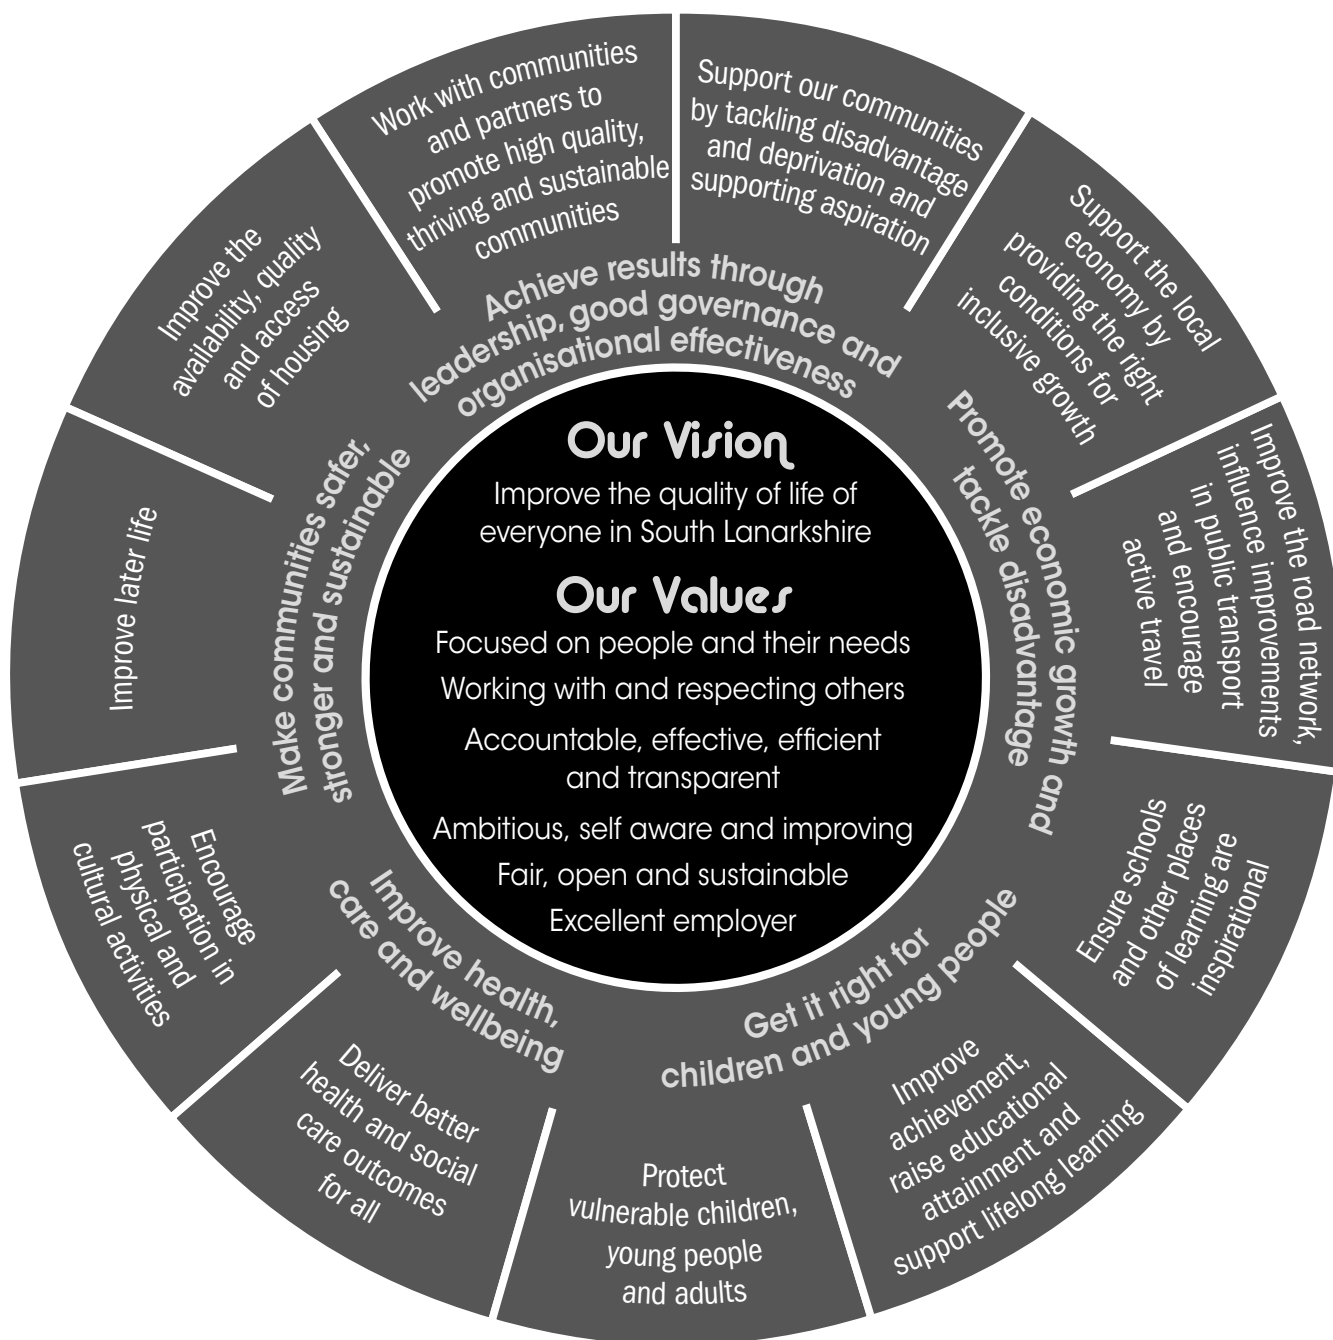 Work with communities
and partners to
promote high quality,
thriving and sustainable
communities
Support our communities
by tackling disadvantage
and deprivation and
supporting aspiration
Support the local
economy by
providing the right
conditions for
inclusive growth
Improve the road network,
influence improvements
in public transport
and encourage
active travel
Ensure schools
and other places
of learning are
inspirational
Improve
achievement,
raise educational
attainment and
support lifelong learning
Protect
vulnerable children,
young people
and adults
Deliver better
health and social
care outcomes
for all
Encourage
participation in
physical and
cultural activities
Improve later life
Improve the
availability, quality
and access
of housing
Achieve results through
leadership, good governance and
organisational effectiveness
Promote economic growth and
tackle disadvantage
Get it right for
children and young people
Improve health,
care and wellbeing
Make communities safer,
stronger and sustainable
Our Vision
Improve the quality of life of
everyone in South Lanarkshire
Our Values
Focused on people and their needs
Working with and respecting others
Accountable, effective, efficient
and transparent
Ambitious, self aware and improving
Fair, open and sustainable
Excellent employer